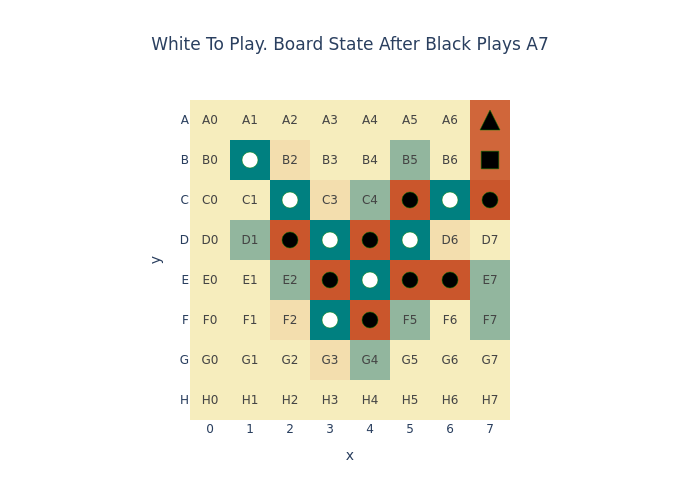 White To Play. Board State After Black Plays A7
A A0 A1 A2 A3 A4 A5 A6
B B0 B2 B3 B4 B5 B6
C C0 C1 C3 C4
D D0 D1 D6 D7
y
E E0 E1 E2 E7
F F0 F1 F2 F5 F6 F7
G G0 G1 G2 G3 G4 G5 G6 G7
H H0 H1 H2 H3 H4 H5 H6 H7
0 1 2 3 4 5 6 7
x